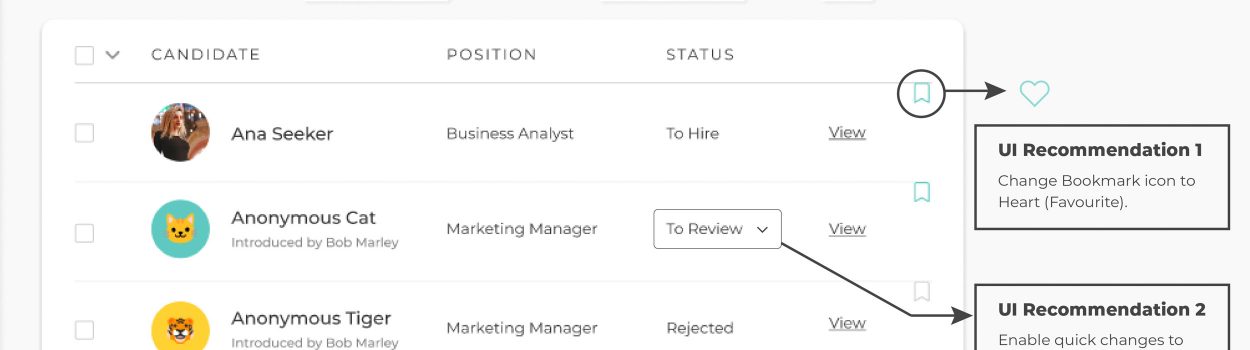 CANDIDATE POSITION STATUS
Ana Seeker Business Analyst To Hire View
UI Recommendation 1
Change Bookmark icon to
Heart (Favourite).
Anonymous Cat
Introduced by Bob Marley
Marketing Manager To Review View
Anonymous Tiger
Introduced by Bob Marley
Marketing Manager Rejected View
UI Recommendation 2
Enable quick changes to